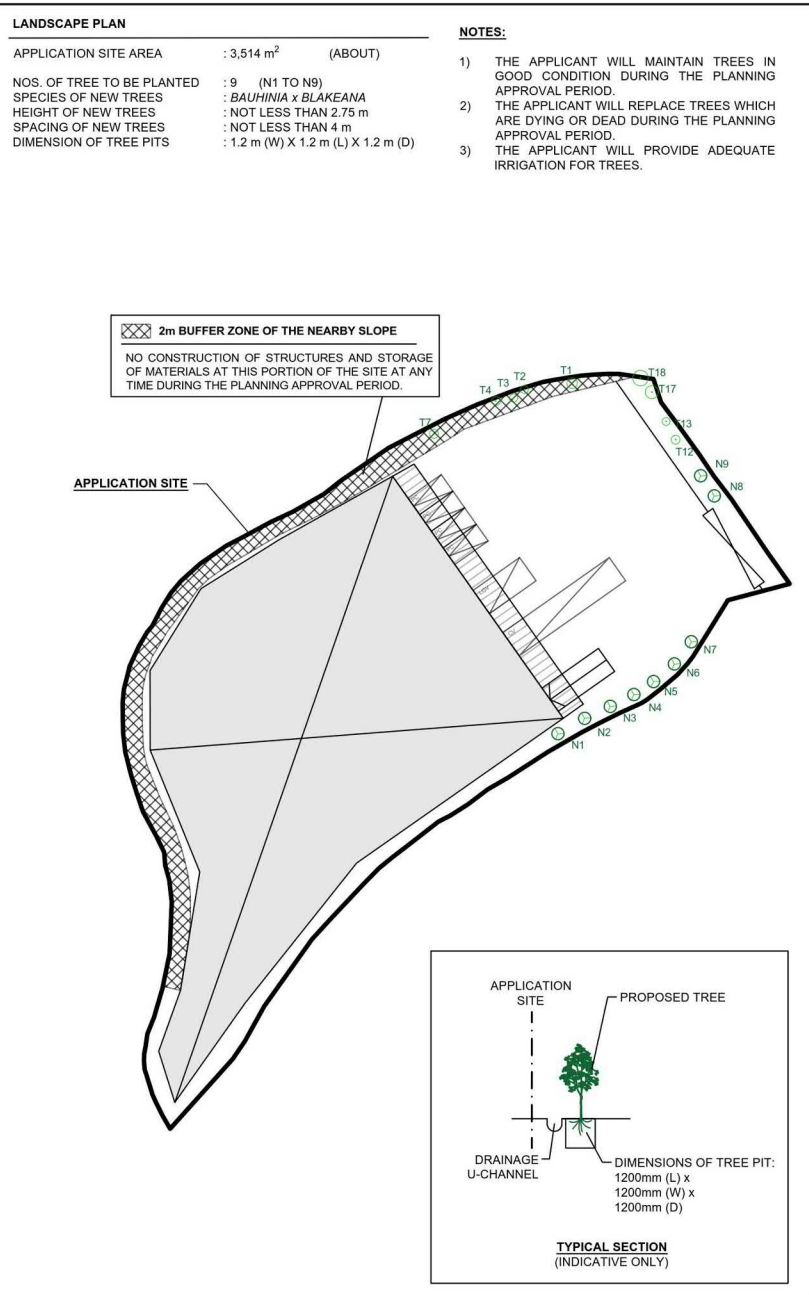 LANDSCAPE PLAN
APPLICATION SITE AREA : 3,514 m² (ABOUT)
NOS. OF TREE TO BE PLANTED : 9 (N1 TO N9)
SPECIES OF NEW TREES : BAUHINIA x BLAKEANA
HEIGHT OF NEW TREES : NOT LESS THAN 2.75 m
SPACING OF NEW TREES : NOT LESS THAN 4 m
DIMENSION OF TREE PITS : 1.2 m (W) X 1.2 m (L) X 1.2 m (D)
NOTES:
1) THE APPLICANT WILL MAINTAIN TREES IN
GOOD CONDITION DURING THE PLANNING
APPROVAL PERIOD.
2) THE APPLICANT WILL REPLACE TREES WHICH
ARE DYING OR DEAD DURING THE PLANNING
APPROVAL PERIOD.
3) THE APPLICANT WILL PROVIDE ADEQUATE
IRRIGATION FOR TREES.
2m BUFFER ZONE OF THE NEARBY SLOPE
NO CONSTRUCTION OF STRUCTURES AND STORAGE
OF MATERIALS AT THIS PORTION OF THE SITE AT ANY
TIME DURING THE PLANNING APPROVAL PERIOD.
APPLICATION SITE
T7
T4
T3
T2
T1
T18
T17
T13
T12
N9
N8
N7
N6
N5
N4
N3
N2
N1
APPLICATION
SITE
PROPOSED TREE
DRAINAGE
U-CHANNEL
DIMENSIONS OF TREE PIT:
1200mm (L) x
1200mm (W) x
1200mm (D)
TYPICAL SECTION
(INDICATIVE ONLY)